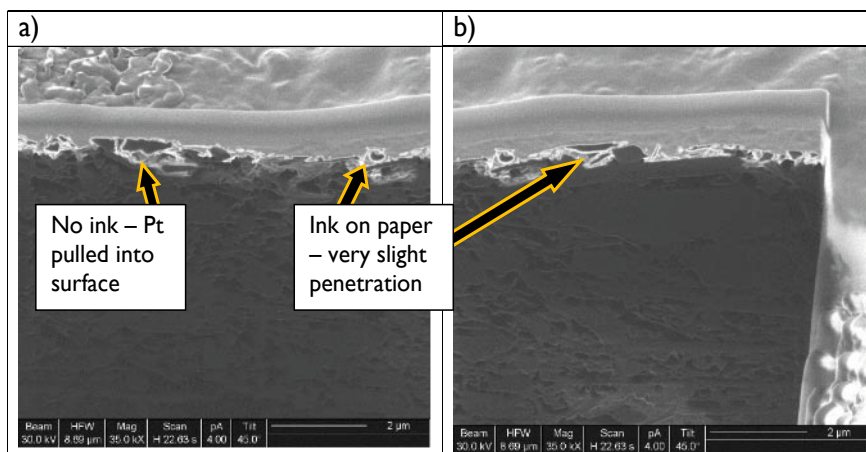 a)
b)
No ink – Pt
pulled into
surface
Ink on paper
– very slight
penetration
Beam HFW Mag Scan pA Tilt
30.0 kV 8.69 μm 35.0 kX H 22.63 s 4.00 45.0° 2 μm
Beam HFW Mag Scan pA Tilt
30.0 kV 8.69 μm 35.0 kX H 22.63 s 4.00 45.0° 2 μm